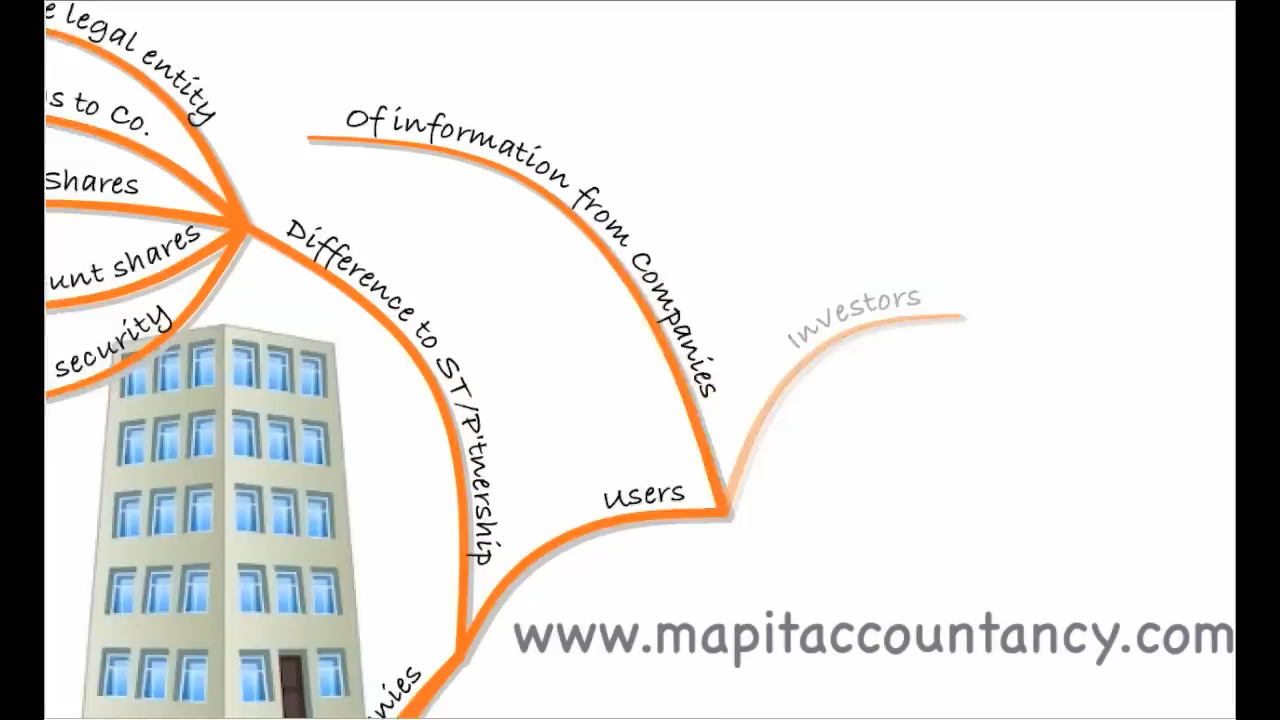 legal entity
to Co.
Shares
shares
security
Difference to ST/P'tnership
Of information from companies
Investors
Users
www.mapitaccountancy.com